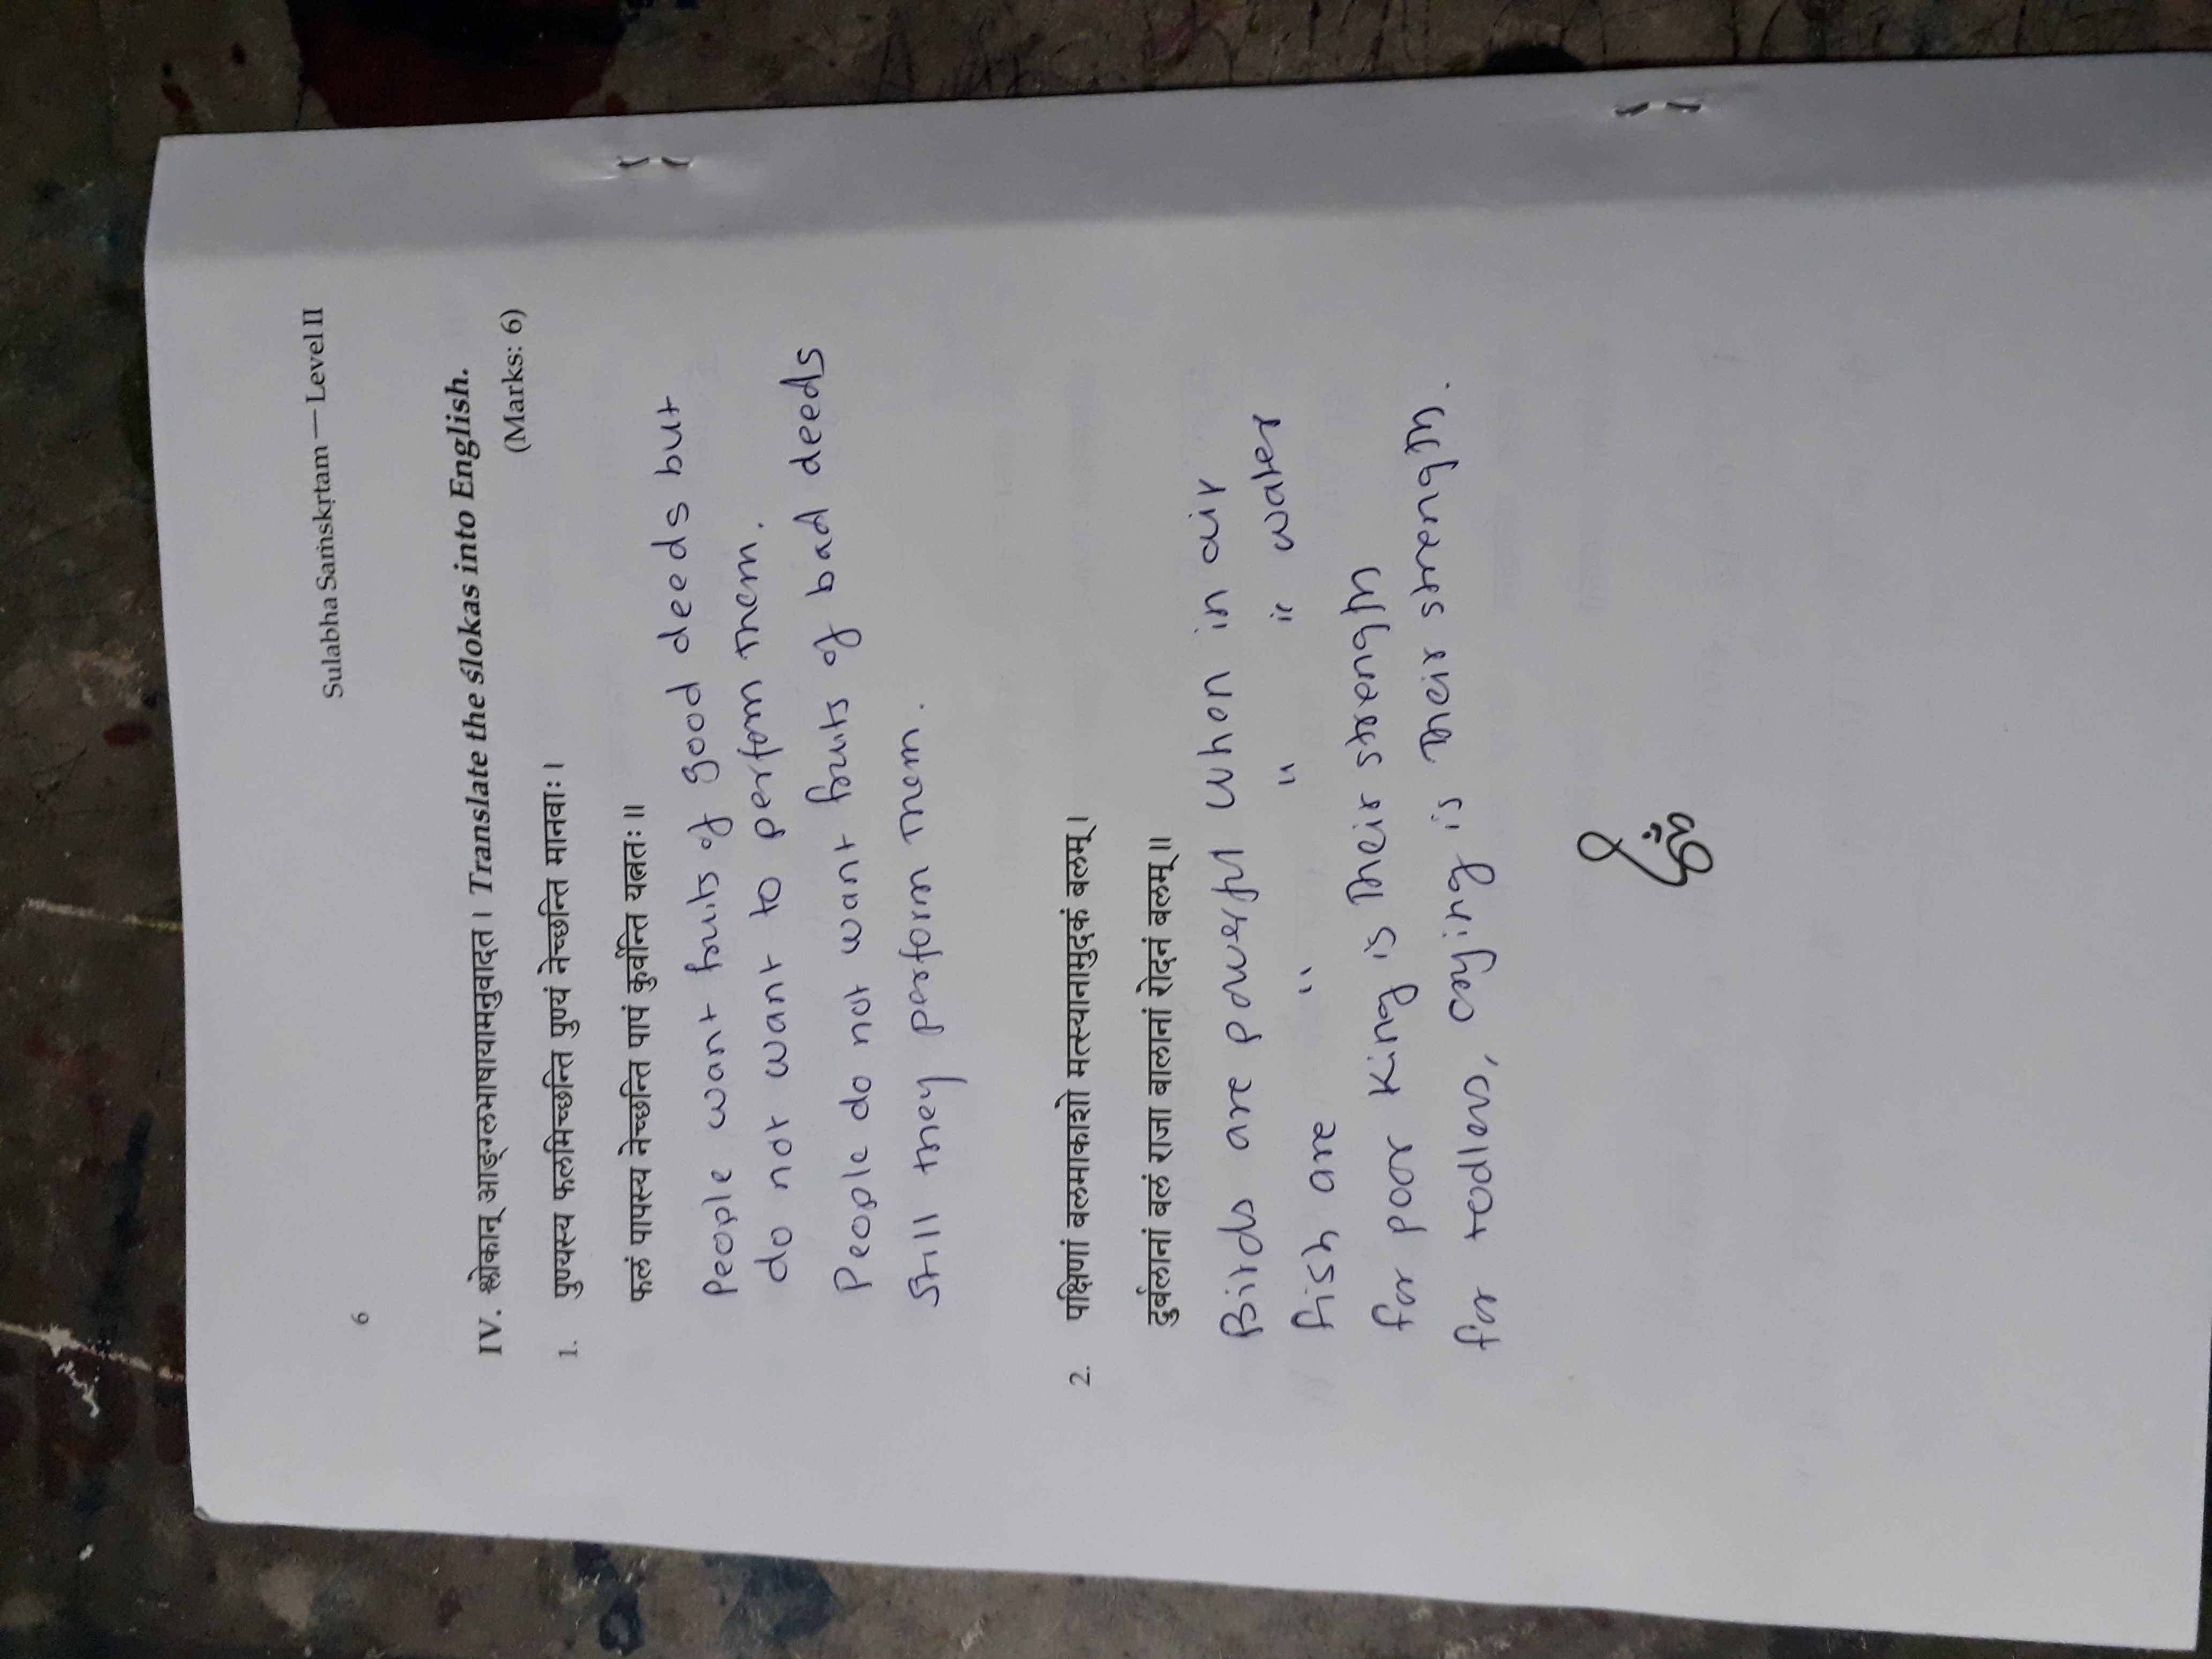 6
Sulabha Saṁskṛtam — Level II
IV. श्लोकान् आङ्ग्लभाषायामनुवादत । Translate the ślokas into English.
(Marks: 6)
1. पुण्यस्य फलमिच्छन्ति पुण्यं नेच्छन्ति मानवाः ।
फलं पापस्य नेच्छन्ति पापं कुर्वन्ति यत्नतः ॥
People want fruits of good deeds but
do not want to perform them.
People do not want fruits of bad deeds
still they perform them.
2. पक्षिणां बलमाकाशो मत्स्यानामुदकं बलम् ।
दुर्बलानां बलं राजा बालानां रोदनं बलम् ॥
Birds are powerful when in air
fish are " " " water
for poor King is their strength
for todlers, crying is their strength.
ॐ